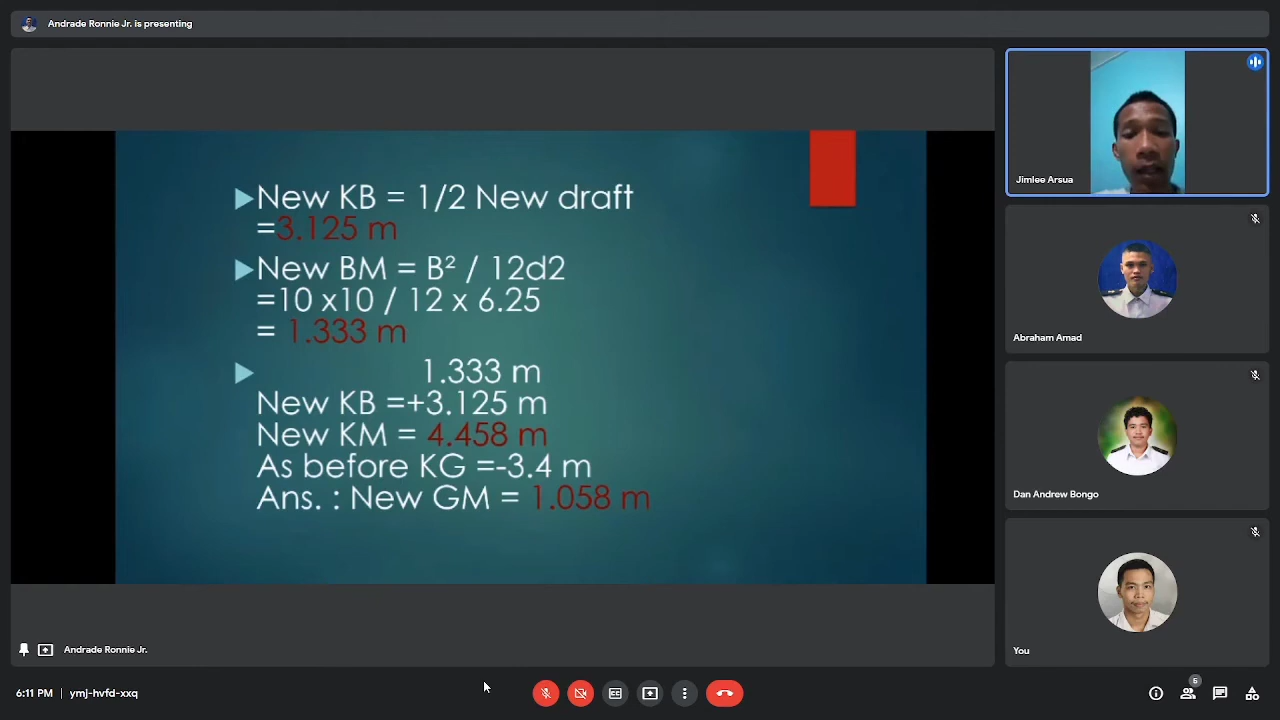 Andrade Ronnie Jr. is presenting
New KB = 1/2 New draft
=3.125 m
New BM = B² / 12d2
=10 x10 / 12 x 6.25
= 1.333 m
1.333 m
New KB =+3.125 m
New KM = 4.458 m
As before KG =-3.4 m
Ans. : New GM = 1.058 m
Jimlee Arsua
Abraham Amad
Dan Andrew Bongo
You
Andrade Ronnie Jr.
6:11 PM | ymj-hvfd-xxq
5